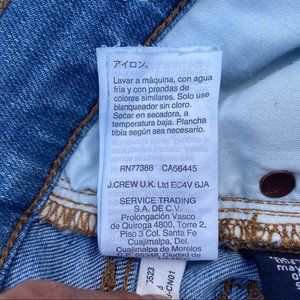 アイロン。
Lavar a máquina, con agua
fría y con prendas de
colores similares. Solo use
blanqueador sin cloro.
Secar en secadora, a
temperatura baja. Plancha
tibia según sea necesario.
RN77388 CA56445
J.CREW U.K. Ltd EC4V 6JA
SERVICE TRADING
S.A. DE C.V.
Prolongación Vasco
de Quiroga 4800, Torre 2,
Piso 3 Col. Santa Fe
Cuajimalpa, Del.
Cuajimalpa de Morelos